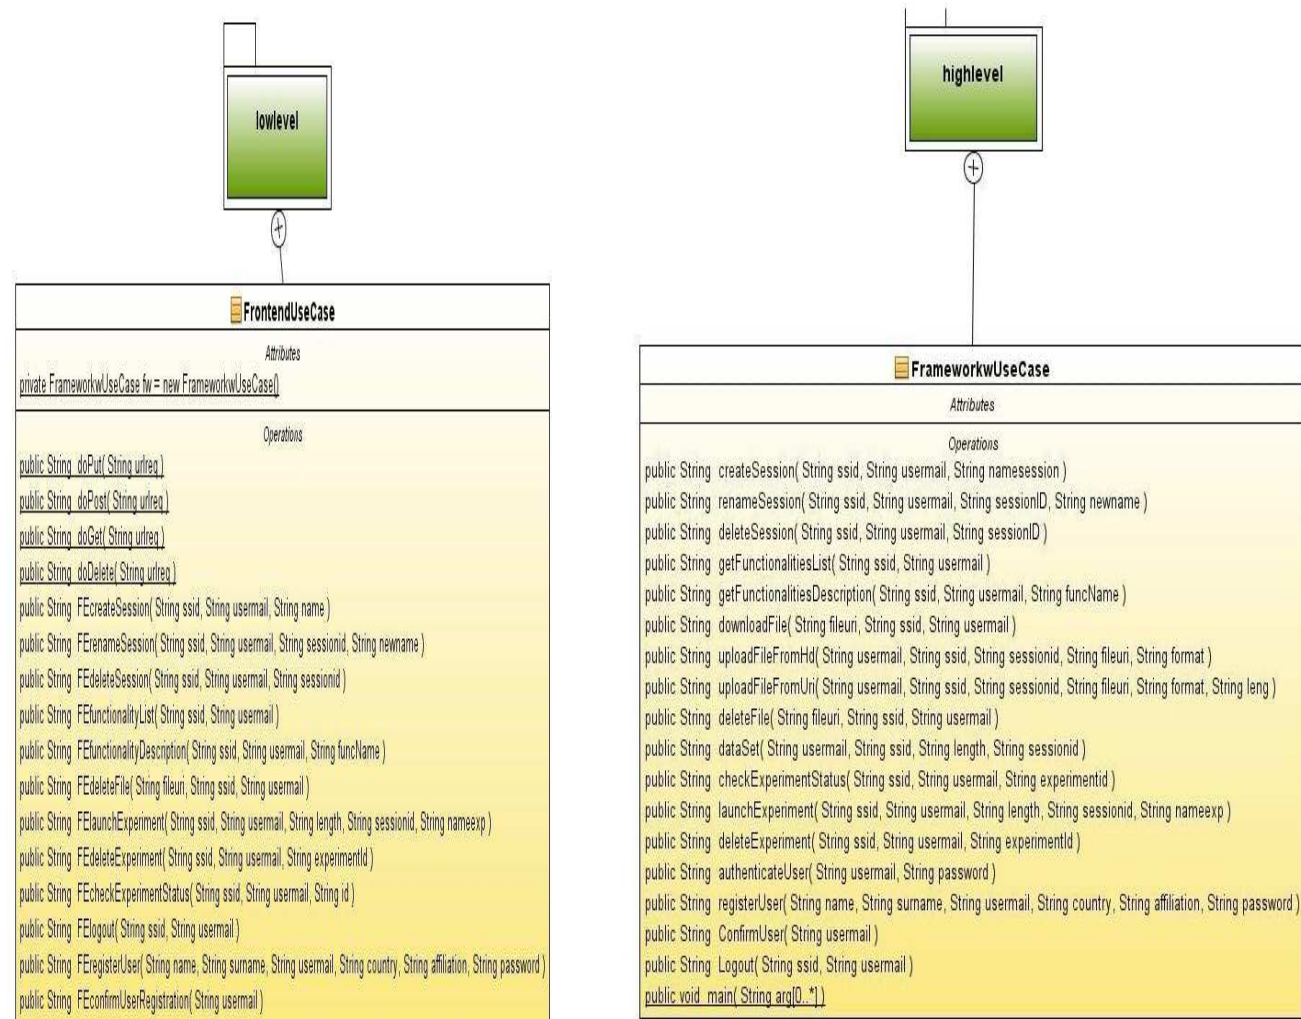 lowlevel
FrontendUseCase
Attributes
private FrameworkwUseCase fw = new FrameworkwUseCase()
Operations
public String doPut( String urlreq )
public String doPost( String urlreq )
public String doGet( String urlreq )
public String doDelete( String urlreq )
public String FEcreateSession( String ssid, String usermail, String name )
public String FErenameSession( String ssid, String usermail, String sessionid, String newname )
public String FEdeleteSession( String ssid, String usermail, String sessionid )
public String FEfunctionalityList( String ssid, String usermail )
public String FEfunctionalityDescription( String ssid, String usermail, String funcName )
public String FEdeleteFile( String fileuri, String ssid, String usermail )
public String FElaunchExperiment( String ssid, String usermail, String length, String sessionid, String nameexp )
public String FEdeleteExperiment( String ssid, String usermail, String experimentId )
public String FEcheckExperimentStatus( String ssid, String usermail, String id )
public String FElogout( String ssid, String usermail )
public String FEregisterUser( String name, String surname, String usermail, String country, String affiliation, String password )
public String FEconfirmUserRegistration( String usermail )
highlevel
FrameworkwUseCase
Attributes
Operations
public String createSession( String ssid, String usermail, String namesession )
public String renameSession( String ssid, String usermail, String sessionID, String newname )
public String deleteSession( String ssid, String usermail, String sessionID )
public String getFunctionalitiesList( String ssid, String usermail )
public String getFunctionalitiesDescription( String ssid, String usermail, String funcName )
public String downloadFile( String fileuri, String ssid, String usermail )
public String uploadFileFromHd( String usermail, String ssid, String sessionid, String fileuri, String format )
public String uploadFileFromUri( String usermail, String ssid, String sessionid, String fileuri, String format, String leng )
public String deleteFile( String fileuri, String ssid, String usermail )
public String dataSet( String usermail, String ssid, String length, String sessionid )
public String checkExperimentStatus( String ssid, String usermail, String experimentid )
public String launchExperiment( String ssid, String usermail, String length, String sessionid, String nameexp )
public String deleteExperiment( String ssid, String usermail, String experimentId )
public String authenticateUser( String usermail, String password )
public String registerUser( String name, String surname, String usermail, String country, String affiliation, String password )
public String ConfirmUser( String usermail )
public String Logout( String ssid, String usermail )
public void main( String arg[0..*] )